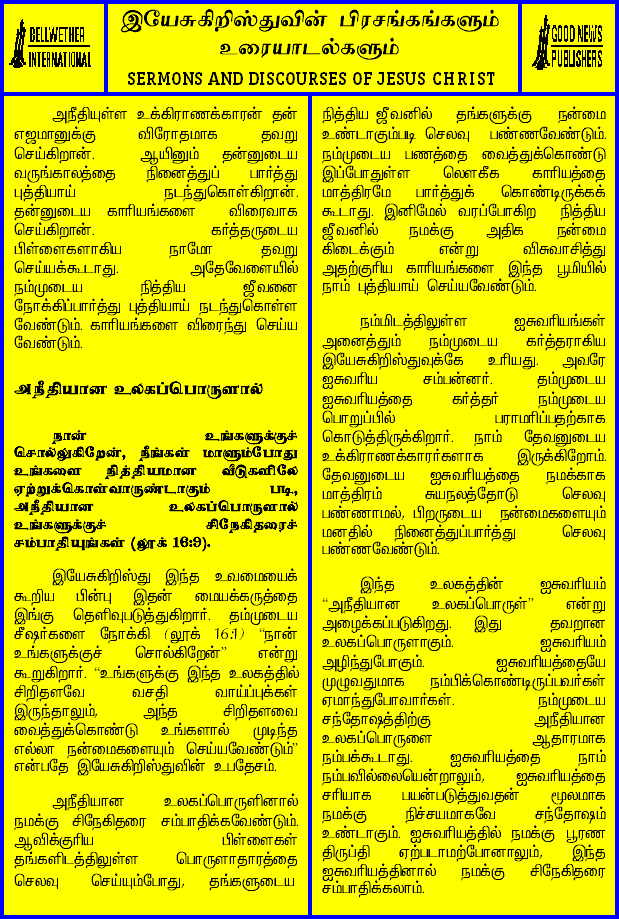 BELLWETHER
INTERNATIONAL
இயேசுகிறிஸ்துவின் பிரசங்கங்களும்
உரையாடல்களும்
SERMONS AND DISCOURSES OF JESUS CHRIST
GOOD NEWS
PUBLISHERS
அநீதியுள்ள உக்கிராணக்காரன் தன்
எஜமானுக்கு விரோதமாக தவறு
செய்கிறான். ஆயினும் தன்னுடைய
வருங்காலத்தை நினைத்துப் பார்த்து
புத்தியாய் நடந்துகொள்கிறான்.
தன்னுடைய காரியங்களை விரைவாக
செய்கிறான். கர்த்தருடைய
பிள்ளைகளாகிய நாமோ தவறு
செய்யக்கூடாது. அதேவேளையில்
நம்முடைய நித்திய ஜீவனை
நோக்கிப்பார்த்து புத்தியாய் நடந்துகொள்ள
வேண்டும். காரியங்களை விரைந்து செய்ய
வேண்டும்.
அநீதியான உலகப்பொருளால்
நான் உங்களுக்குச்
சொல்லுகிறேன், நீங்கள் மாளும்போது
உங்களை நித்தியமான வீடுகளிலே
ஏற்றுக்கொள்வாருண்டாகும் படி,
அநீதியான உலகப்பொருளால்
உங்களுக்குச் சிநேகிதரைச்
சம்பாதியுங்கள் (லூக் 16:9).
இயேசுகிறிஸ்து இந்த உவமையைக்
கூறிய பின்பு இதன் மையக்கருத்தை
இங்கு தெளிவுபடுத்துகிறார். தம்முடைய
சீஷர்களை நோக்கி (லூக் 16:1) “நான்
உங்களுக்குச் சொல்கிறேன்” என்று
கூறுகிறார். “உங்களுக்கு இந்த உலகத்தில்
சிறிதளவே வசதி வாய்ப்புக்கள்
இருந்தாலும், அந்த சிறிதளவை
வைத்துக்கொண்டு உங்களால் முடிந்த
எல்லா நன்மைகளையும் செய்யவேண்டும்”
என்பதே இயேசுகிறிஸ்துவின் உபதேசம்.
அநீதியான உலகப்பொருளினால்
நமக்கு சிநேகிதரை சம்பாதிக்கவேண்டும்.
ஆவிக்குரிய பிள்ளைகள்
தங்களிடத்திலுள்ள பொருளாதாரத்தை
செலவு செய்யும்போது, தங்களுடைய
நித்திய ஜீவனில் தங்களுக்கு நன்மை
உண்டாகும்படி செலவு பண்ணவேண்டும்.
நம்முடைய பணத்தை வைத்துக்கொண்டு
இப்போதுள்ள லௌகீக காரியத்தை
மாத்திரமே பார்த்துக் கொண்டிருக்கக்
கூடாது. இனிமேல் வரப்போகிற நித்திய
ஜீவனில் நமக்கு அதிக நன்மை
கிடைக்கும் என்று விசுவாசித்து
அதற்குரிய காரியங்களை இந்த பூமியில்
நாம் புத்தியாய் செய்யவேண்டும்.
நம்மிடத்திலுள்ள ஐசுவரியங்கள்
அனைத்தும் நம்முடைய கர்த்தராகிய
இயேசுகிறிஸ்துவுக்கே உரியது. அவரே
ஐசுவரிய சம்பன்னர். தம்முடைய
ஐசுவரியத்தை கர்த்தர் நம்முடைய
பொறுப்பில் பராமரிப்பதற்காக
கொடுத்திருக்கிறார். நாம் தேவனுடைய
உக்கிராணக்காரர்களாக இருக்கிறோம்.
தேவனுடைய ஐசுவரியத்தை நமக்காக
மாத்திரம் சுயநலத்தோடு செலவு
பண்ணாமல், பிறருடைய நன்மைகளையும்
மனதில் நினைத்துப்பார்த்து செலவு
பண்ணவேண்டும்.
இந்த உலகத்தின் ஐசுவரியம்
“அநீதியான உலகப்பொருள்” என்று
அழைக்கப்படுகிறது. இது தவறான
உலகப்பொருளாகும். ஐசுவரியம்
அழிந்துபோகும். ஐசுவரியத்தையே
முழுவதுமாக நம்பிக்கொண்டிருப்பவர்கள்
ஏமாந்துபோவார்கள். நம்முடைய
சந்தோஷத்திற்கு அநீதியான
உலகப்பொருளை ஆதாரமாக
நம்பக்கூடாது. ஐசுவரியத்தை நாம்
நம்பவில்லையென்றாலும், ஐசுவரியத்தை
சரியாக பயன்படுத்துவதன் மூலமாக
நமக்கு நிச்சயமாகவே சந்தோஷம்
உண்டாகும். ஐசுவரியத்தில் நமக்கு பூரண
திருப்தி ஏற்படாமற்போனாலும், இந்த
ஐசுவரியத்தினால் நமக்கு சிநேகிதரை
சம்பாதிக்கலாம்.